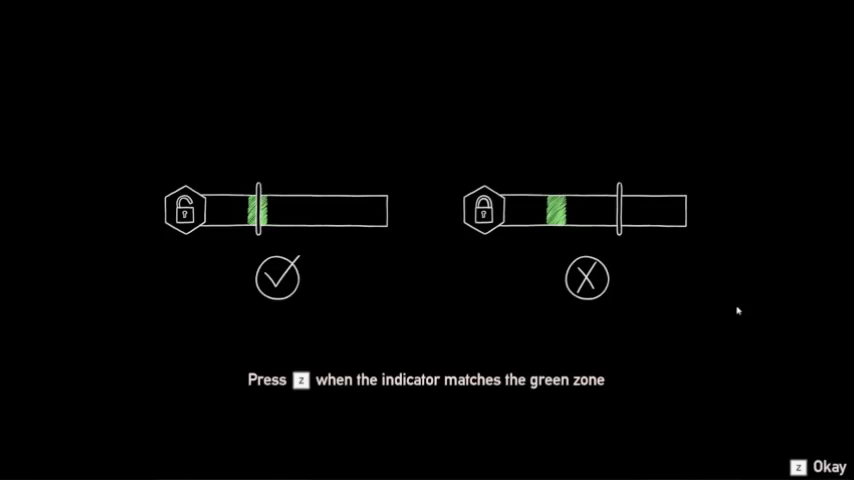 Press z when the indicator matches the green zone
z Okay